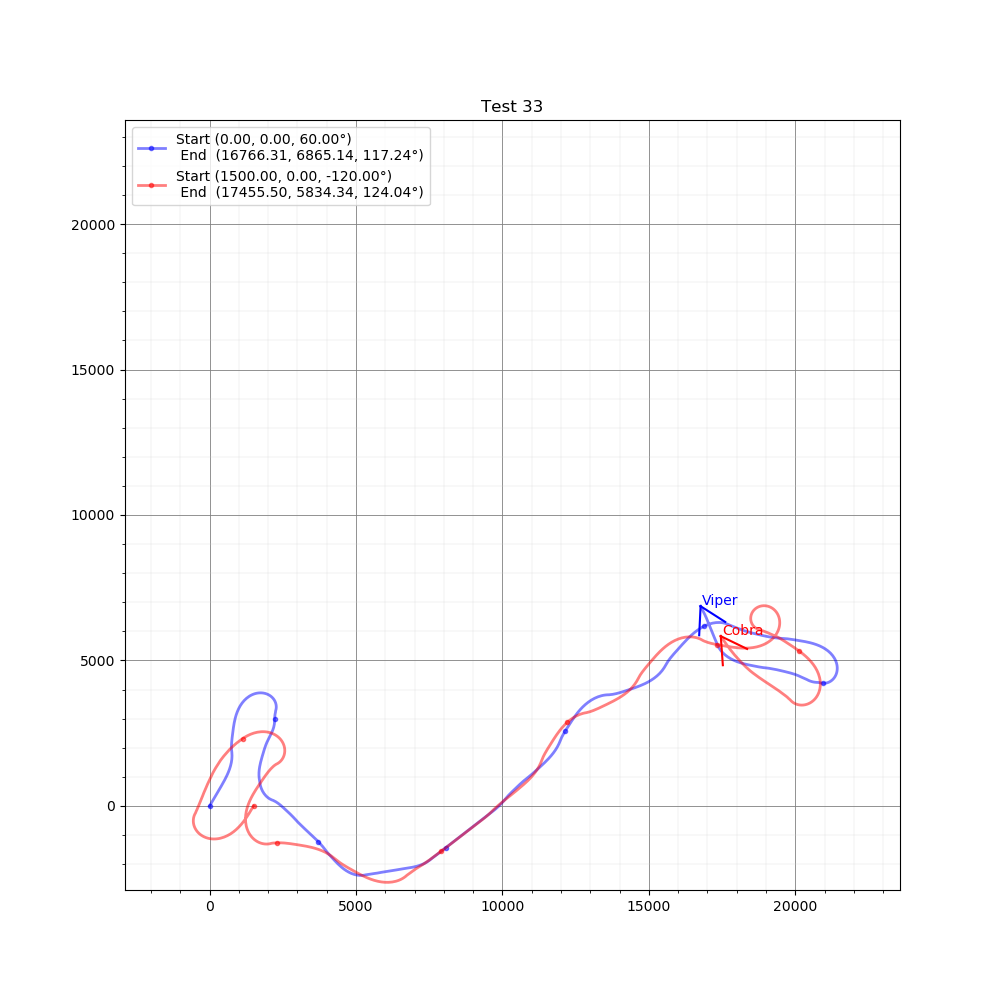 Test 33
Start (0.00, 0.00, 60.00°)
End (16766.31, 6865.14, 117.24°)
Start (1500.00, 0.00, -120.00°)
End (17455.50, 5834.34, 124.04°)
20000
15000
10000
5000
0
Viper
Cobra
0
5000
10000
15000
20000